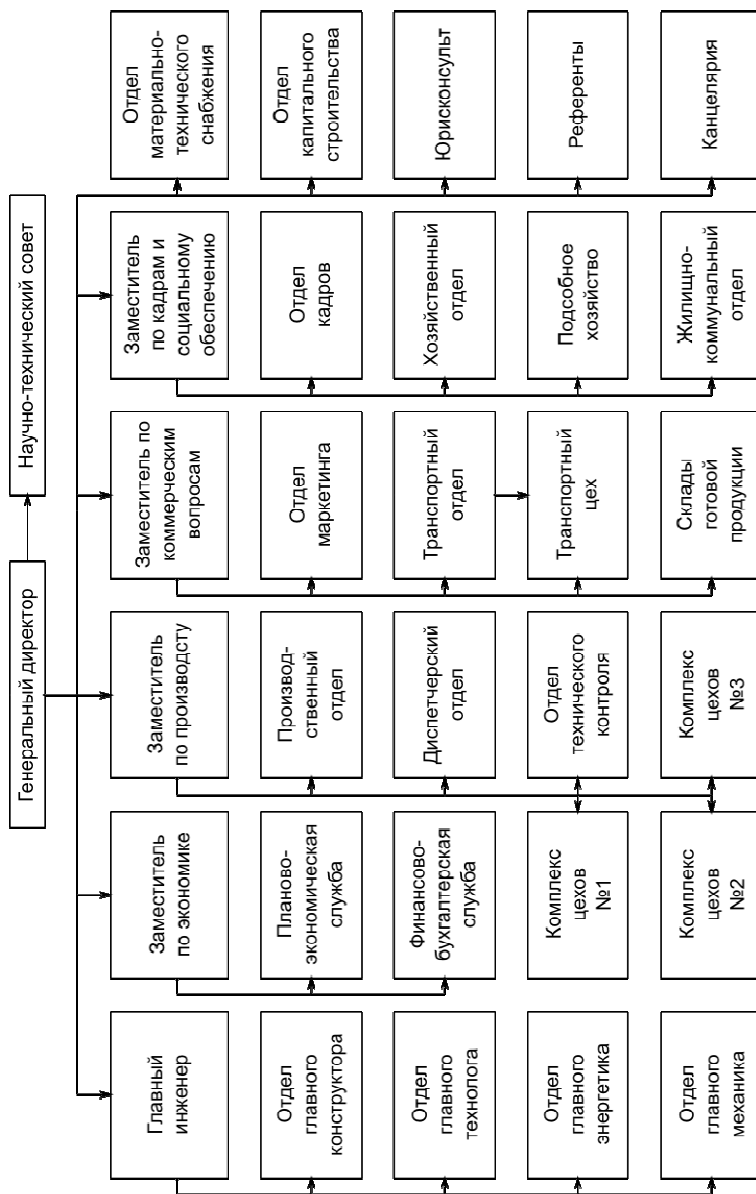 Генеральный директор
Научно-технический совет
Главный
инженер
Заместитель
по экономике
Заместитель
по производсту
Заместитель по
коммерческим
вопросам
Заместитель
по кадрам и
социальному
обеспечению
Отдел
материально-
технического
снабжения
Отдел
главного
конструктора
Планово-
экономическая
служба
Производ-
ственный
отдел
Отдел
маркетинга
Отдел
кадров
Отдел
капитального
строительства
Отдел
главного
технолога
Финансово-
бухгалтерская
служба
Диспетчерский
отдел
Транспортный
отдел
Хозяйственный
отдел
Юрисконсульт
Отдел
главного
энергетика
Комплекс
цехов
№1
Отдел
технического
контроля
Транспортный
цех
Подсобное
хозяйство
Референты
Отдел
главного
механика
Комплекс
цехов
№2
Комплекс
цехов
№3
Склады
готовой
продукции
Жилищно-
коммунальный
отдел
Канцелярия